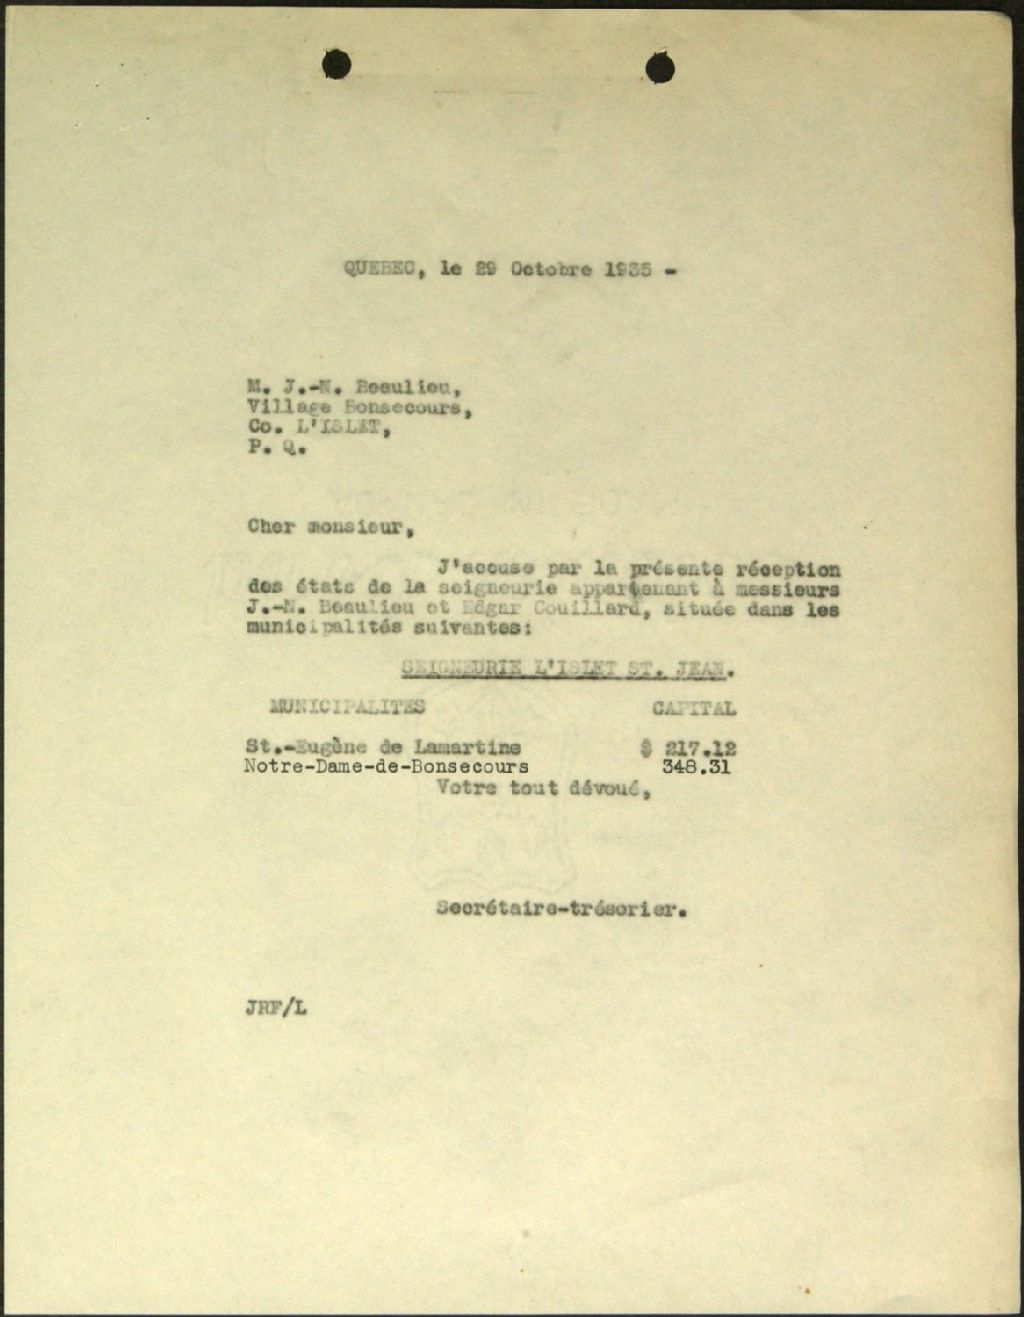 QUEBEC, le 29 Octobre 1935 -
M. J.-N. Beaulieu,
Village Bonsecours,
Co. L'ISLET,
P. Q.
Cher monsieur,
J'accuse par la présente réception
des états de la seigneurie appartenant à messieurs
J.-N. Beaulieu et Edgar Couillard, située dans les
municipalités suivantes:
SEIGNEURIE L'ISLET ST. JEAN.
MUNICIPALITES CAPITAL
St.-Eugène de Lamartine $ 217.12
Notre-Dame-de-Bonsecours 348.31
Votre tout dévoué,
Secrétaire-trésorier.
JRF/L